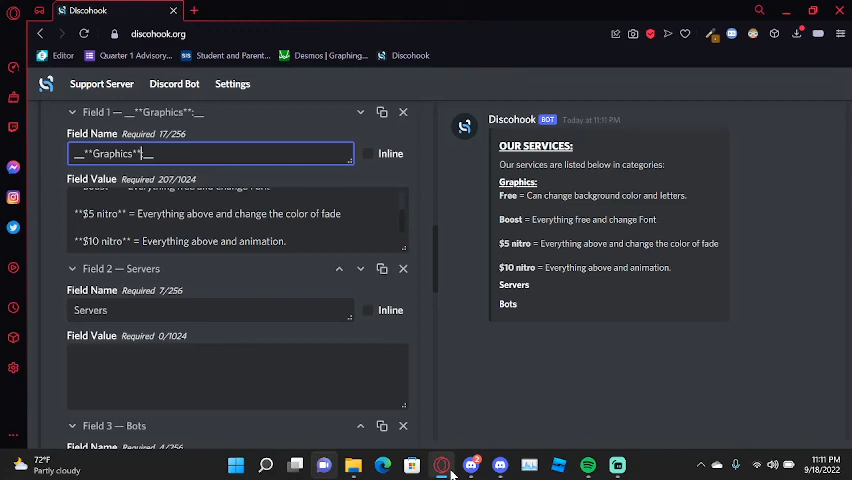 Discohook
discohook.org
Editor
Quarter 1 Advisory...
SIS
Student and Parent...
Desmos | Graphing...
Discohook
Support Server
Discord Bot
Settings
Field 1 — __**Graphics**:__
Field Name Required 17/256
__**Graphics**__
Inline
Field Value Required 207/1024
**$5 nitro** = Everything above and change the color of fade
**$10 nitro** = Everything above and animation.
Field 2 — Servers
Field Name Required 7/256
Servers
Inline
Field Value Required 0/1024
Field 3 — Bots
Discohook BOT Today at 11:11 PM
OUR SERVICES:
Our services are listed below in categories:
Graphics:
Free = Can change background color and letters.
Boost = Everything free and change Font
$5 nitro = Everything above and change the color of fade
$10 nitro = Everything above and animation.
Servers
Bots
72°F
Partly cloudy
2
11:11 PM
9/18/2022